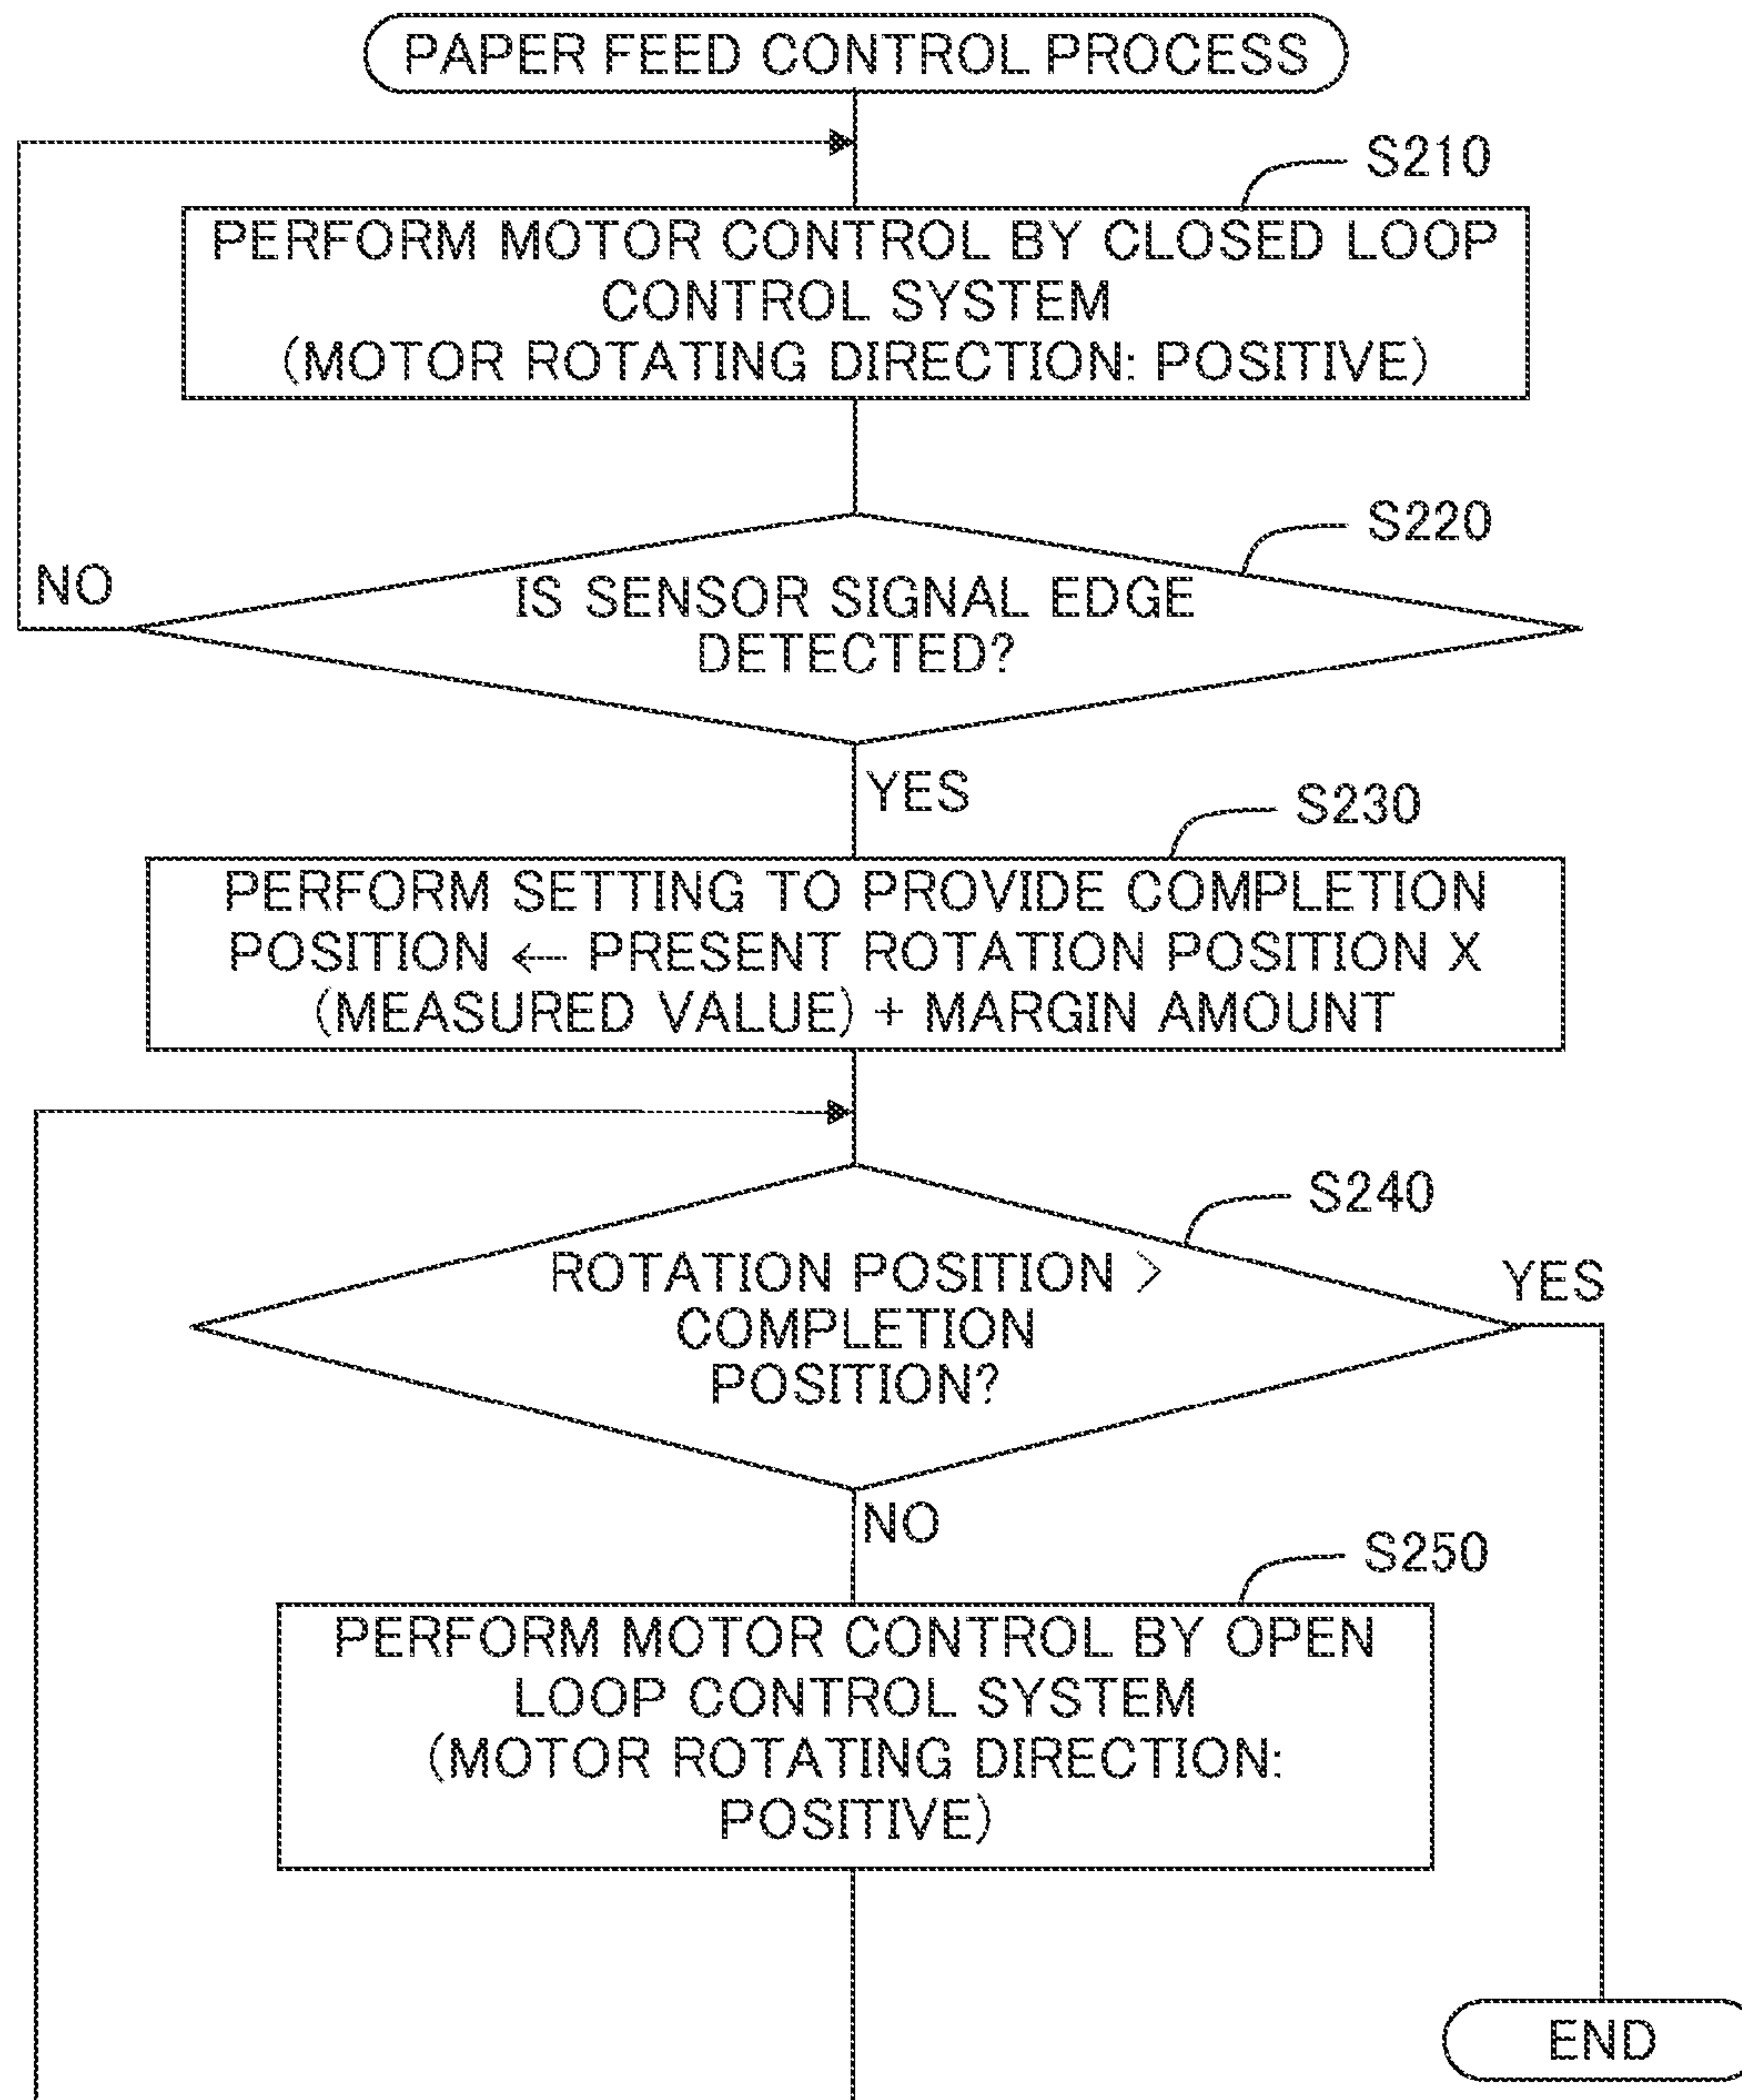 PAPER FEED CONTROL PROCESS
S210
PERFORM MOTOR CONTROL BY CLOSED LOOP
CONTROL SYSTEM
(MOTOR ROTATING DIRECTION: POSITIVE)
S220
NO
IS SENSOR SIGNAL EDGE
DETECTED?
YES
S230
PERFORM SETTING TO PROVIDE COMPLETION
POSITION ← PRESENT ROTATION POSITION X
(MEASURED VALUE) + MARGIN AMOUNT
S240
ROTATION POSITION >
YES
COMPLETION
POSITION?
NO
S250
PERFORM MOTOR CONTROL BY OPEN
LOOP CONTROL SYSTEM
(MOTOR ROTATING DIRECTION:
POSITIVE)
END